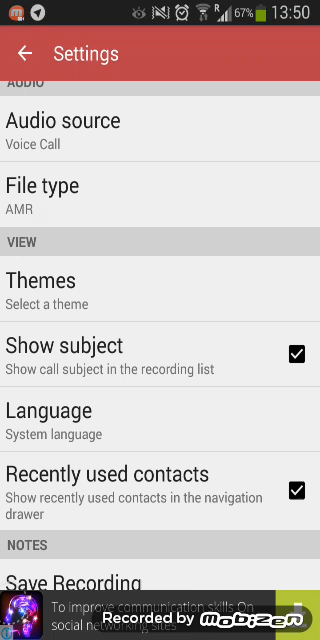 R
67%
13:50
Settings
AUDIO
Audio source
Voice Call
File type
AMR
VIEW
Themes
Select a theme
Show subject
Show call subject in the recording list
Language
System language
Recently used contacts
Show recently used contacts in the navigation
drawer
NOTES
Save Recording
To improve communication skills On
social networking sites
Recorded by mobizen